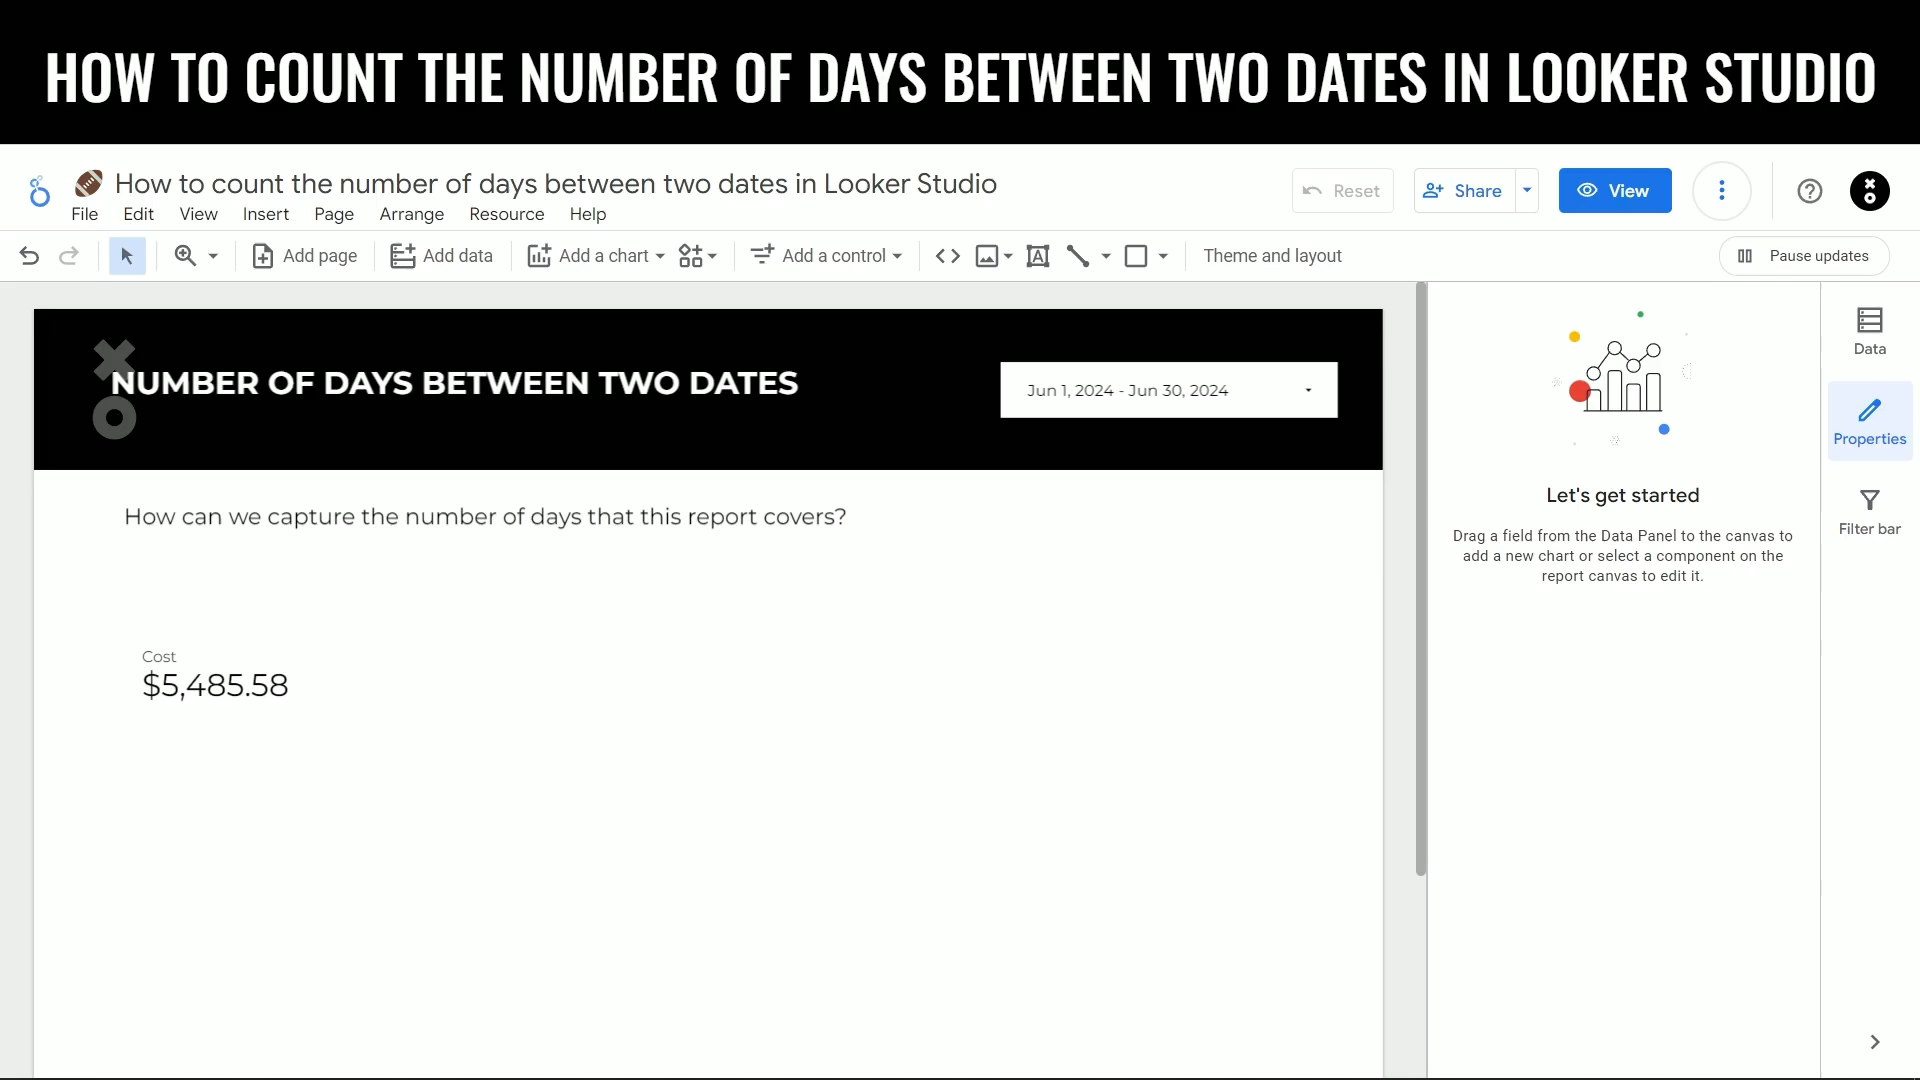 HOW TO COUNT THE NUMBER OF DAYS BETWEEN TWO DATES IN LOOKER STUDIO
How to count the number of days between two dates in Looker Studio
File Edit View Insert Page Arrange Resource Help
Reset Share View
Add page Add data Add a chart Add a control Theme and layout Pause updates
NUMBER OF DAYS BETWEEN TWO DATES
Jun 1, 2024 - Jun 30, 2024
How can we capture the number of days that this report covers?
Cost
$5,485.58
Let's get started
Drag a field from the Data Panel to the canvas to
add a new chart or select a component on the
report canvas to edit it.
Data
Properties
Filter bar